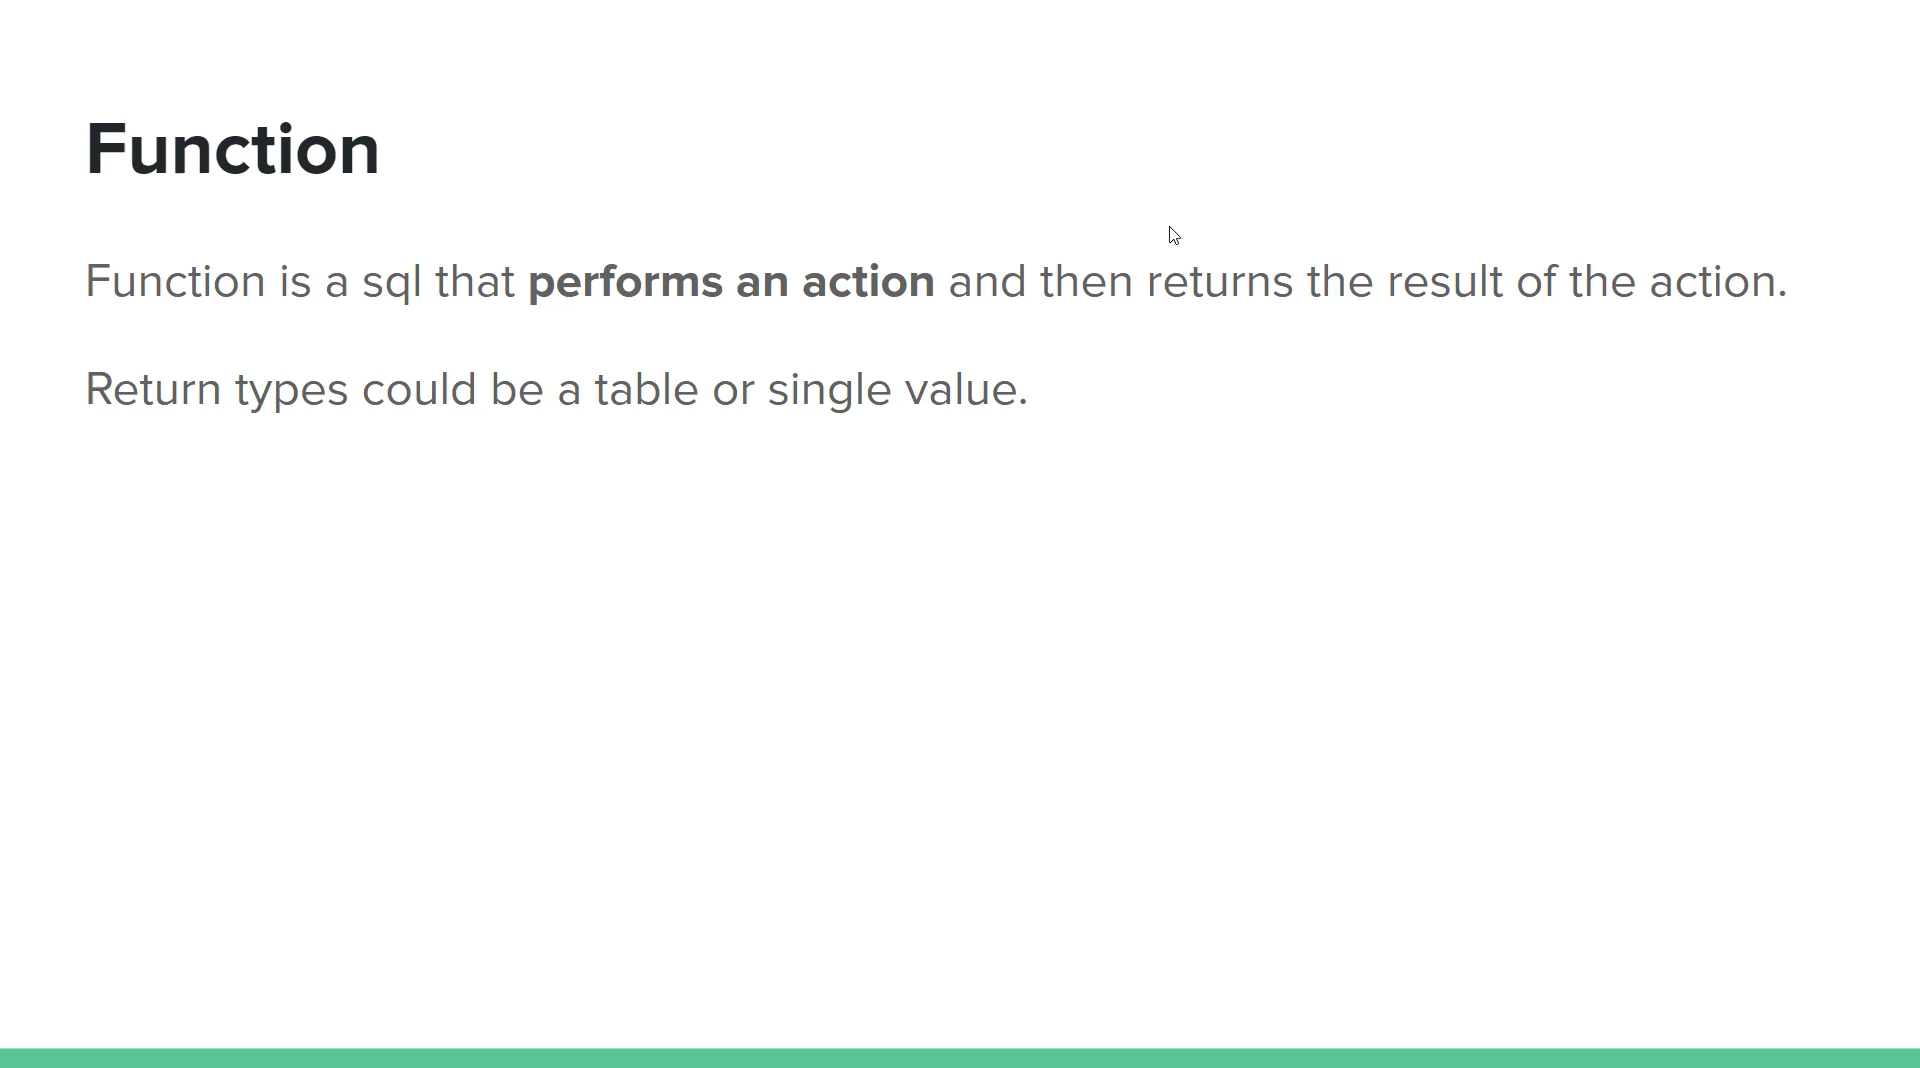 Function
Function is a sql that performs an action and then returns the result of the action.
Return types could be a table or single value.